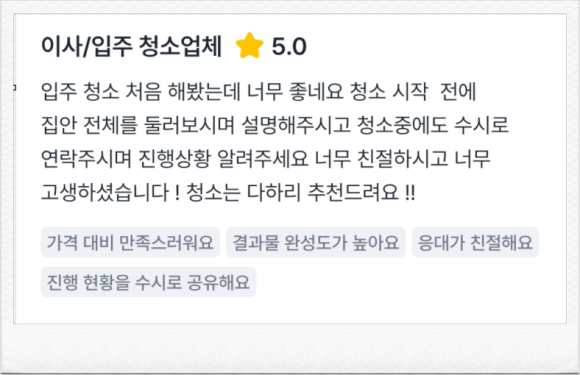 이사/입주 청소업체 5.0
입주 청소 처음 해봤는데 너무 좋네요 청소 시작 전에
집안 전체를 둘러보시며 설명해주시고 청소중에도 수시로
연락주시며 진행상황 알려주세요 너무 친절하시고 너무
고생하셨습니다 ! 청소는 다하리 추천드려요 !!
가격 대비 만족스러워요 결과물 완성도가 높아요 응대가 친절해요
진행 현황을 수시로 공유해요